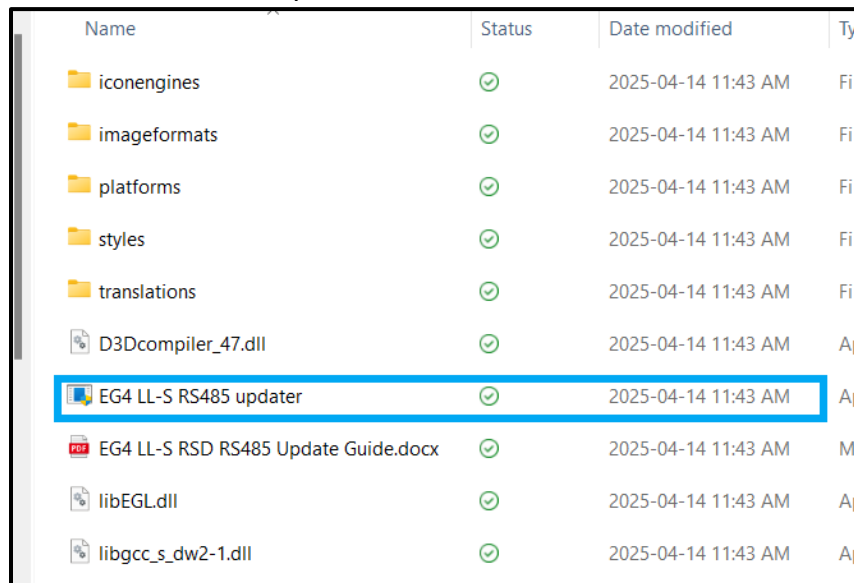 Name Status Date modified Ty
iconengines 2025-04-14 11:43 AM Fi
imageformats 2025-04-14 11:43 AM Fi
platforms 2025-04-14 11:43 AM Fi
styles 2025-04-14 11:43 AM Fi
translations 2025-04-14 11:43 AM Fi
D3Dcompiler_47.dll 2025-04-14 11:43 AM Ap
EG4 LL-S RS485 updater 2025-04-14 11:43 AM Ap
PDF EG4 LL-S RSD RS485 Update Guide.docx 2025-04-14 11:43 AM M
libEGL.dll 2025-04-14 11:43 AM Ap
libgcc_s_dw2-1.dll 2025-04-14 11:43 AM Ap